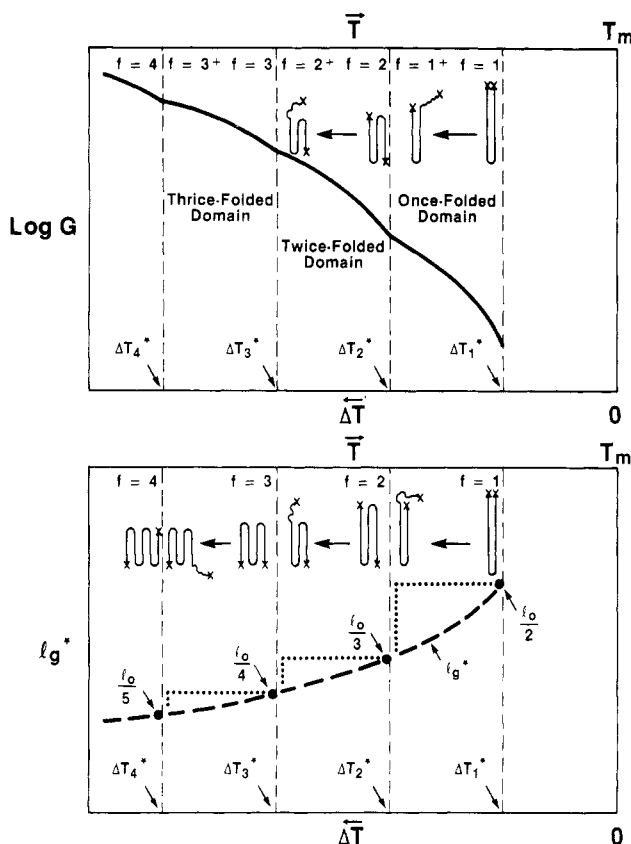 T⃗ Tm
f = 4 f = 3+ f = 3 f = 2+ f = 2 f = 1+ f = 1
Log G
Thrice-Folded
Domain
Twice-Folded
Domain
Once-Folded
Domain
ΔT4* ΔT3* ΔT2* ΔT1*
Δ⃖T 0
T⃗ Tm
f = 4 f = 3 f = 2 f = 1
ℓg*
ℓo/5 ℓo/4 ℓo/3 ℓo/2
ℓg*
ΔT4* ΔT3* ΔT2* ΔT1*
Δ⃖T 0